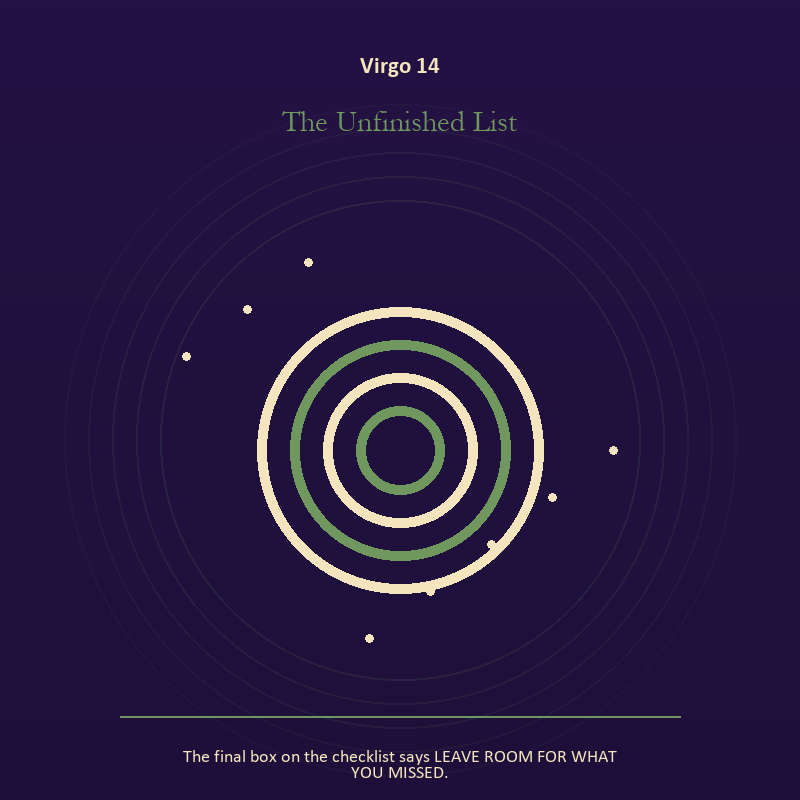 Virgo 14
The Unfinished List
The final box on the checklist says LEAVE ROOM FOR WHAT
YOU MISSED.